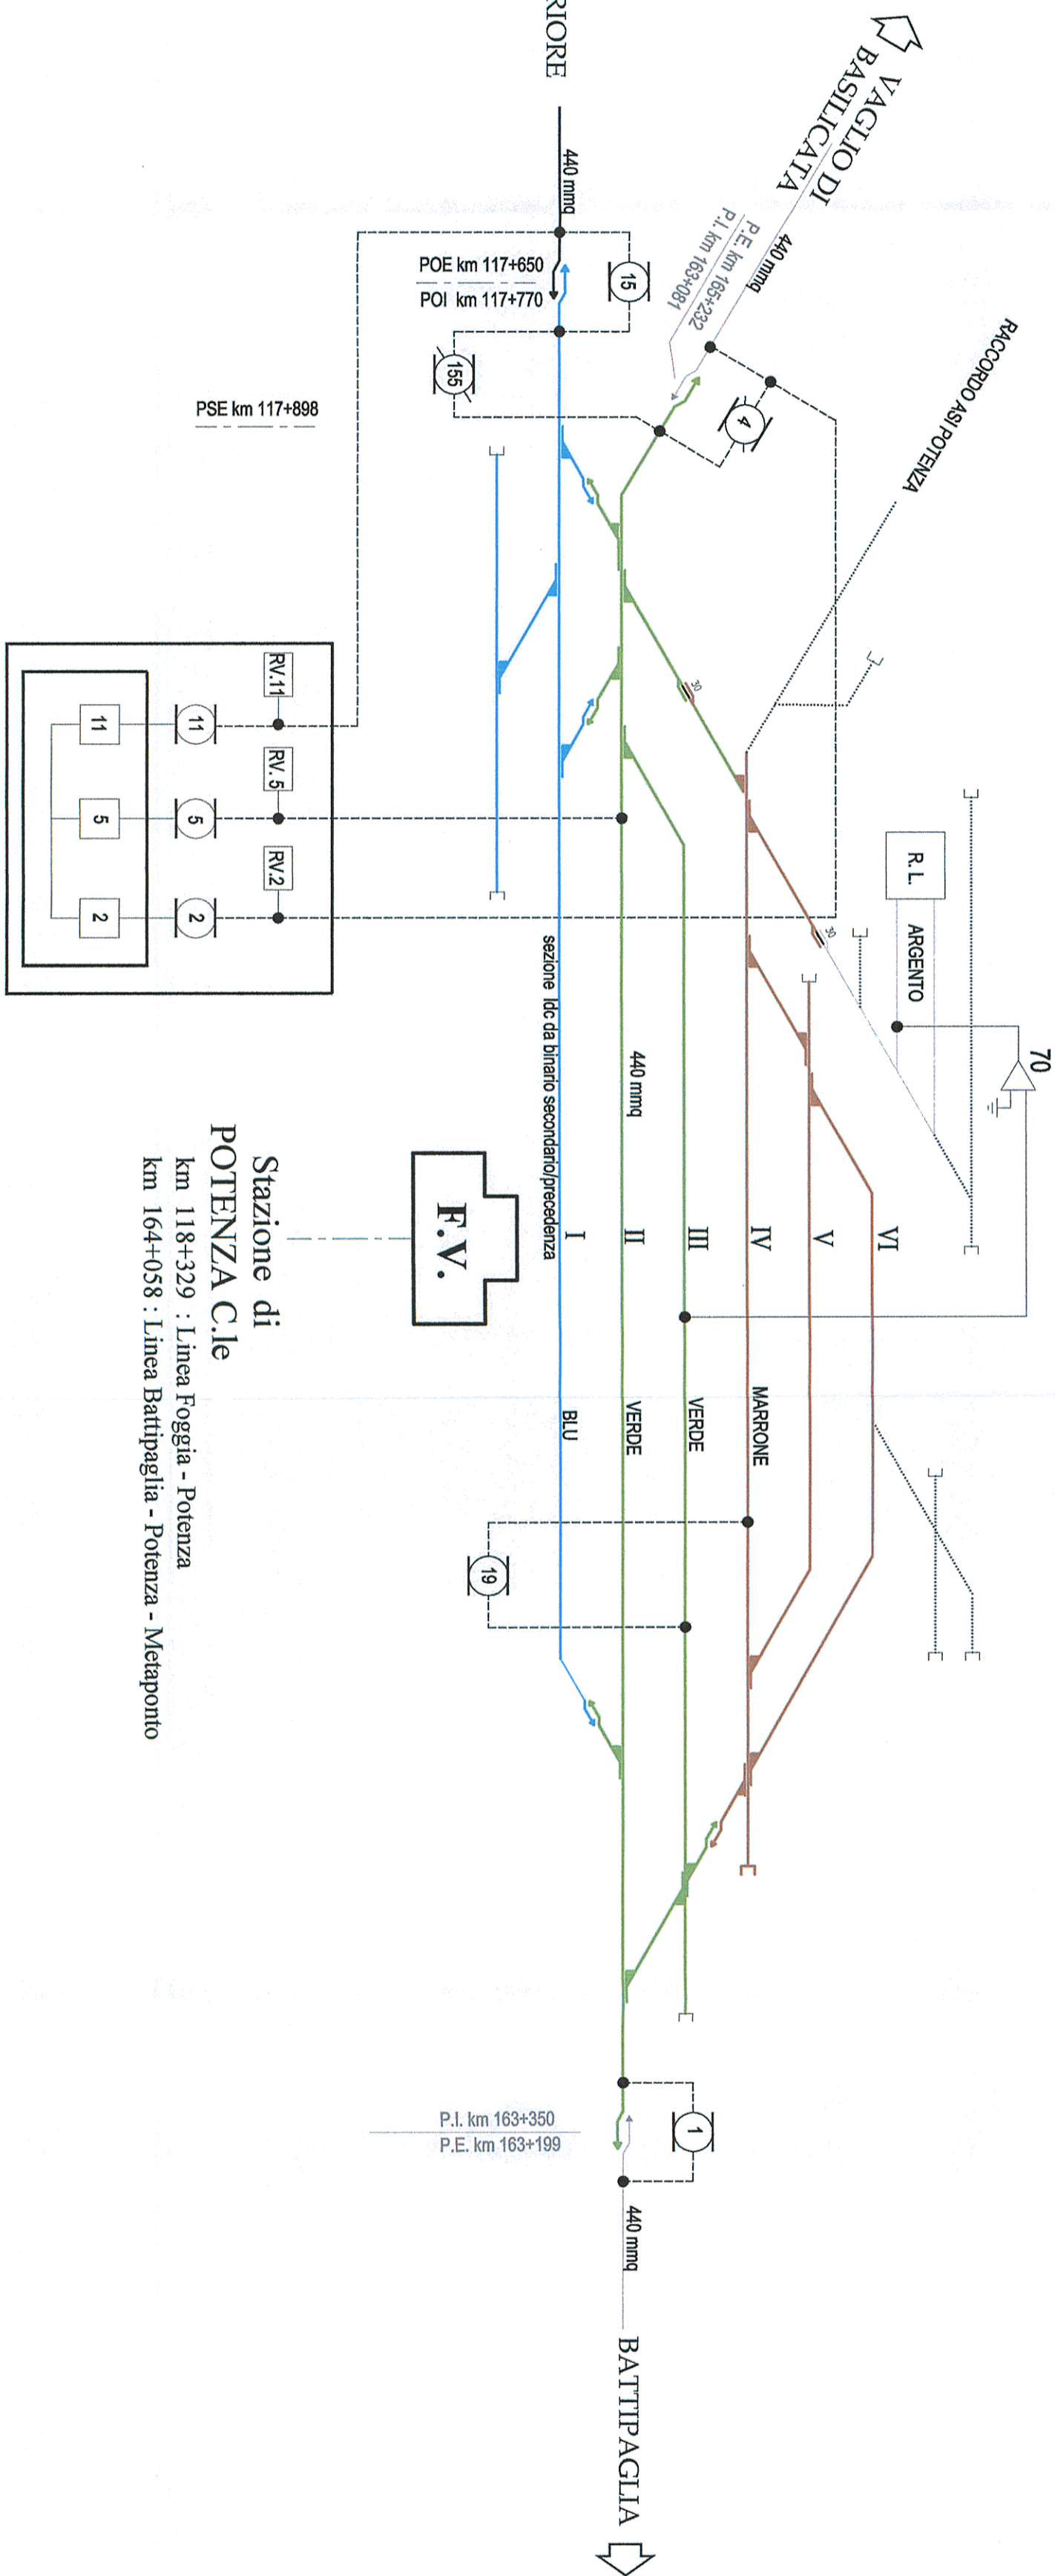 RIORE
440 mmq
VAGLIO DI
BASILICATA
440 mmq
P.E. km 165+232
P.I. km 163+081
POE km 117+650
POI km 117+770
15
155
4
PSE km 117+898
RACCORDO ASI POTENZA
30
30
R.L.
ARGENTO
70
RV.11
RV.5
RV.2
11
5
2
11
5
2
sezione ldc da binario secondario/precedenza
440 mmq
I
II
III
IV
V
VI
F.V.
Stazione di
POTENZA C.le
km 118+329 : Linea Foggia - Potenza
km 164+058 : Linea Battipaglia - Potenza - Metaponto
BLU
VERDE
VERDE
MARRONE
19
1
P.I. km 163+350
P.E. km 163+199
440 mmq
BATTIPAGLIA